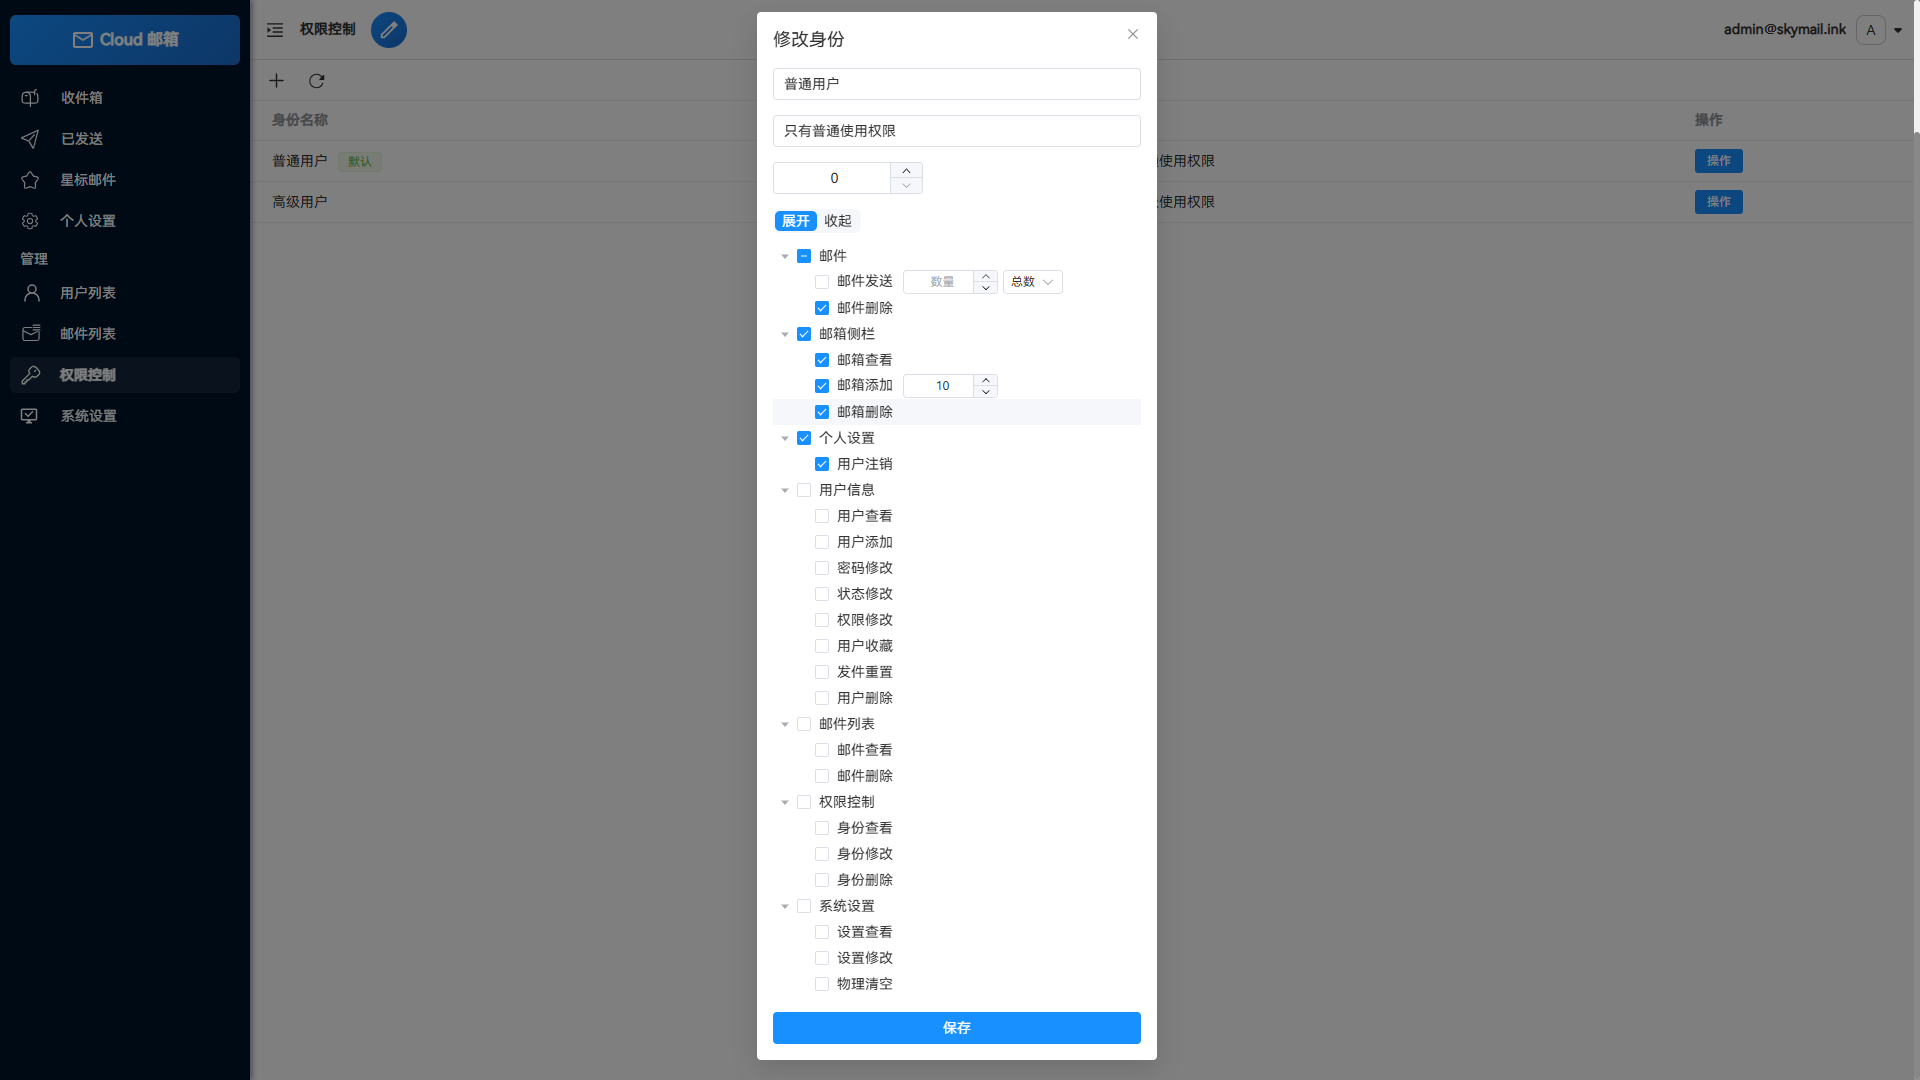 Cloud 邮箱
收件箱
已发送
星标邮件
个人设置
管理
用户列表
邮件列表
权限控制
系统设置
权限控制
admin@skymail.ink
A
身份名称
操作
普通用户 默认
使用权限
操作
高级用户
使用权限
操作
修改身份
普通用户
只有普通使用权限
0
展开 收起
邮件
邮件发送 数量 总数
邮件删除
邮箱侧栏
邮箱查看
邮箱添加 10
邮箱删除
个人设置
用户注销
用户信息
用户查看
用户添加
密码修改
状态修改
权限修改
用户收藏
发件重置
用户删除
邮件列表
邮件查看
邮件删除
权限控制
身份查看
身份修改
身份删除
系统设置
设置查看
设置修改
物理清空
保存